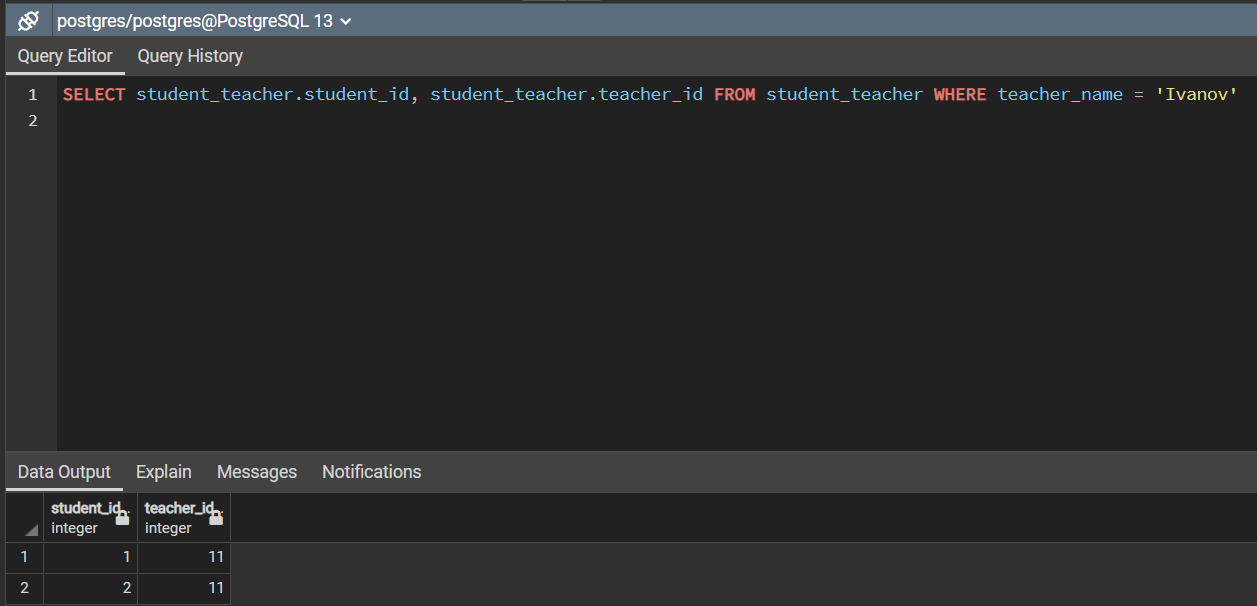 postgres/postgres@PostgreSQL 13
Query Editor Query History
1 SELECT student_teacher.student_id, student_teacher.teacher_id FROM student_teacher WHERE teacher_name = 'Ivanov'
2
Data Output Explain Messages Notifications
student_id teacher_id
integer integer
1 1 11
2 2 11